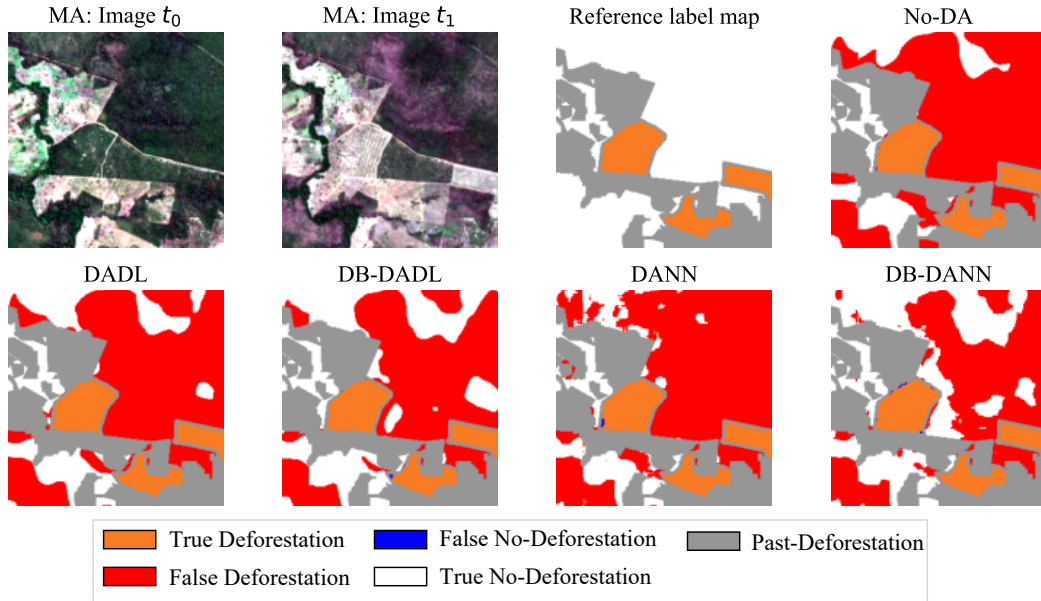 MA: Image t₀
MA: Image t₁
Reference label map
No-DA
DADL
DB-DADL
DANN
DB-DANN
True Deforestation
False No-Deforestation
Past-Deforestation
False Deforestation
True No-Deforestation